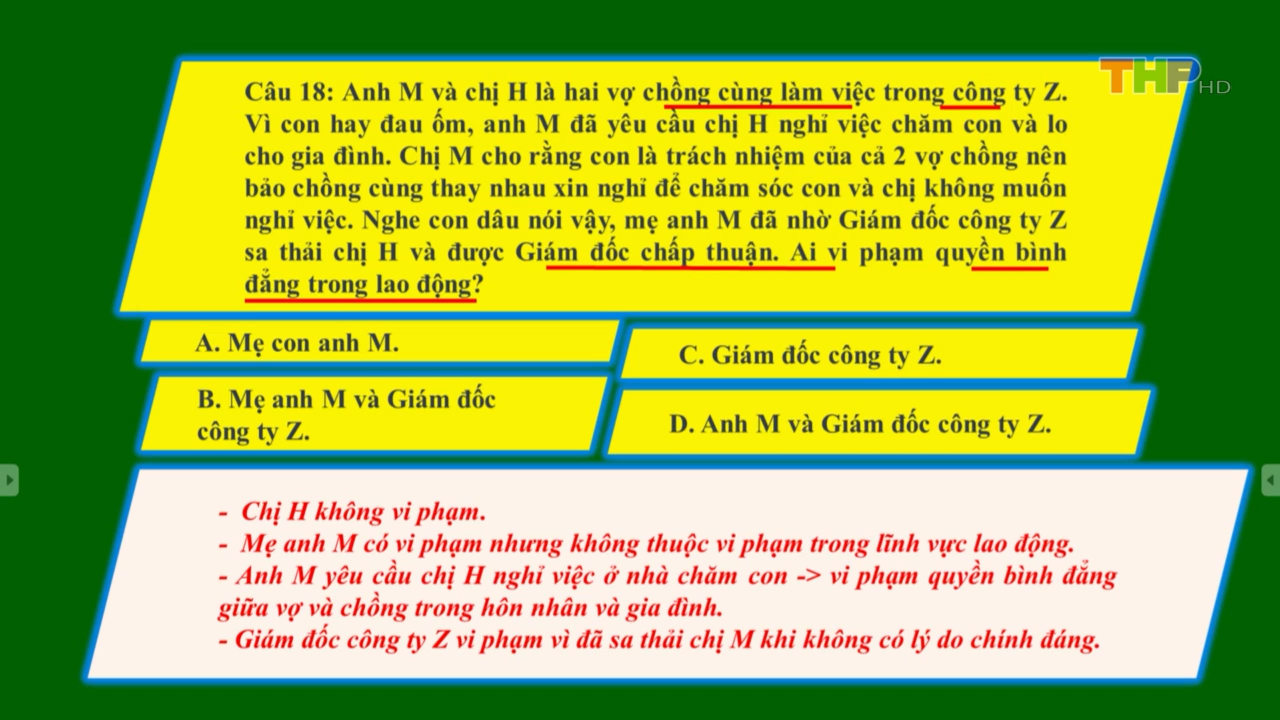 THP HD
Câu 18: Anh M và chị H là hai vợ chồng cùng làm việc trong công ty Z.
Vì con hay đau ốm, anh M đã yêu cầu chị H nghỉ việc chăm con và lo
cho gia đình. Chị M cho rằng con là trách nhiệm của cả 2 vợ chồng nên
bảo chồng cùng thay nhau xin nghỉ để chăm sóc con và chị không muốn
nghỉ việc. Nghe con dâu nói vậy, mẹ anh M đã nhờ Giám đốc công ty Z
sa thải chị H và được Giám đốc chấp thuận. Ai vi phạm quyền bình
đẳng trong lao động?
A. Mẹ con anh M.
B. Mẹ anh M và Giám đốc
công ty Z.
C. Giám đốc công ty Z.
D. Anh M và Giám đốc công ty Z.
- Chị H không vi phạm.
- Mẹ anh M có vi phạm nhưng không thuộc vi phạm trong lĩnh vực lao động.
- Anh M yêu cầu chị H nghỉ việc ở nhà chăm con -> vi phạm quyền bình đẳng
giữa vợ và chồng trong hôn nhân và gia đình.
- Giám đốc công ty Z vi phạm vì đã sa thải chị M khi không có lý do chính đáng.